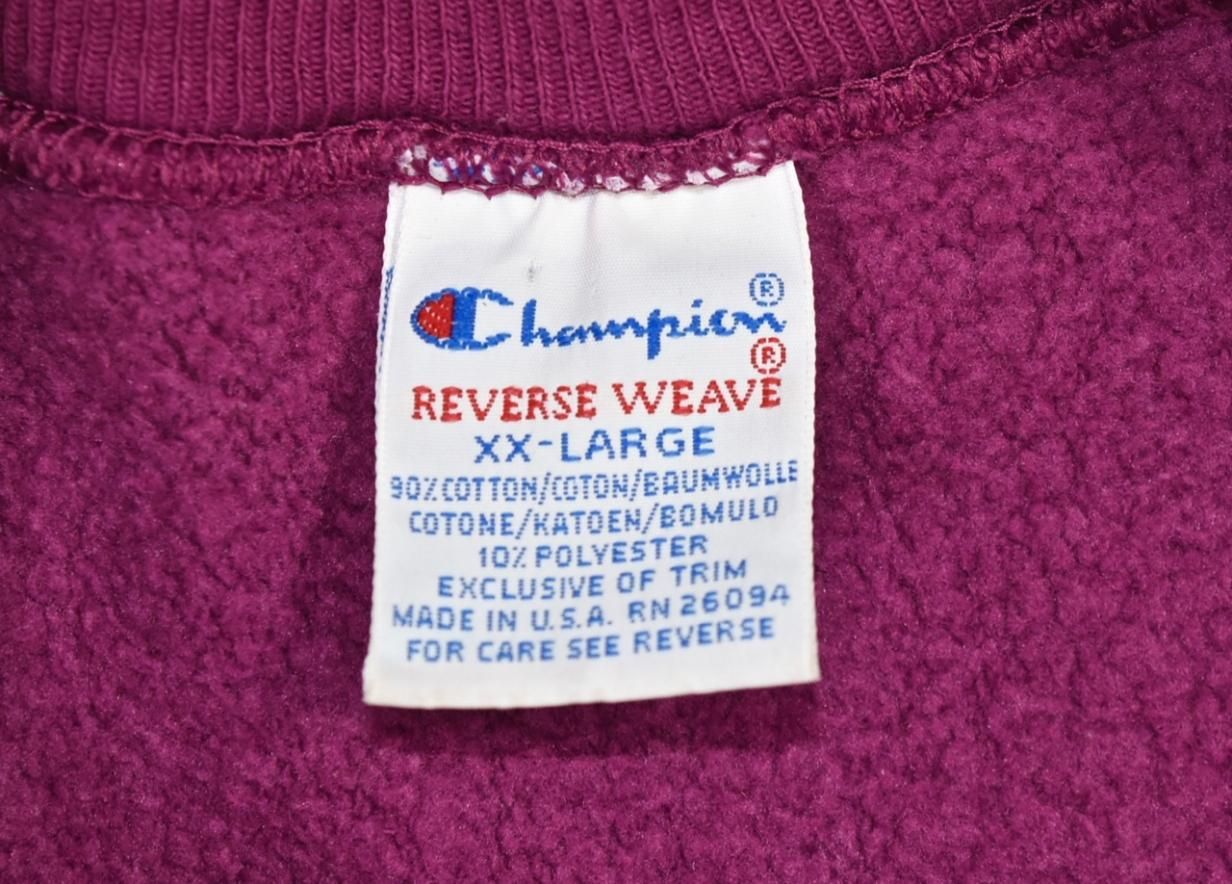 Champion®
REVERSE WEAVE®
XX-LARGE
90% COTTON/COTON/BAUMWOLLE
COTONE/KATOEN/BOMULD
10% POLYESTER
EXCLUSIVE OF TRIM
MADE IN U.S.A. RN 26094
FOR CARE SEE REVERSE